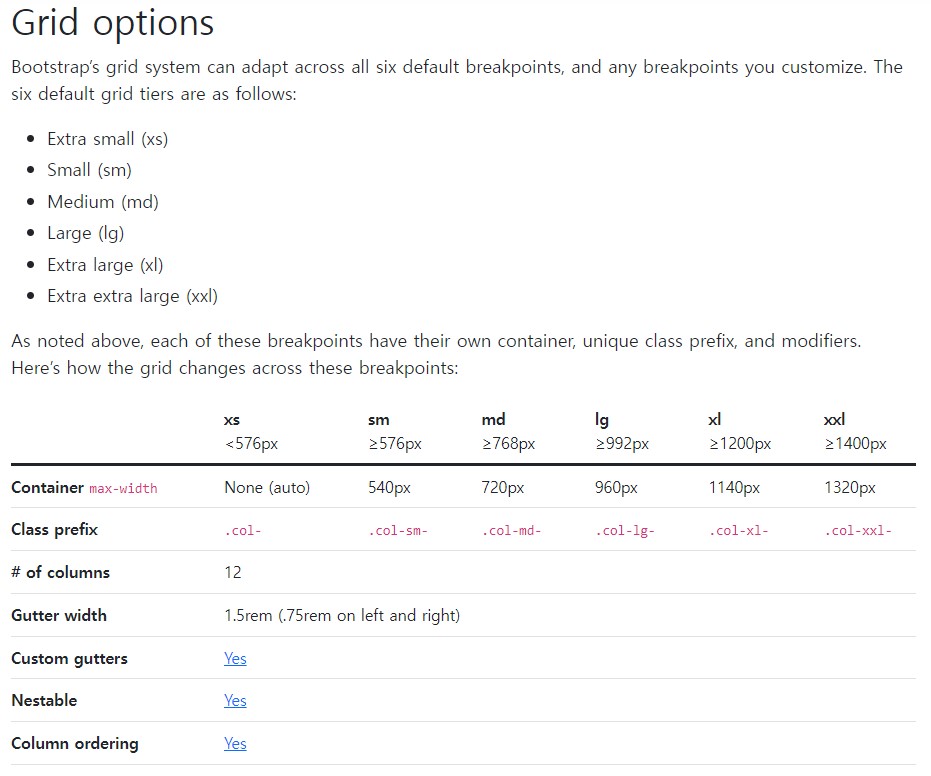 Grid options
Bootstrap's grid system can adapt across all six default breakpoints, and any breakpoints you customize. The
six default grid tiers are as follows:
• Extra small (xs)
• Small (sm)
• Medium (md)
• Large (lg)
• Extra large (xl)
• Extra extra large (xxl)
As noted above, each of these breakpoints have their own container, unique class prefix, and modifiers.
Here's how the grid changes across these breakpoints:
xs sm md lg xl xxl
<576px ≥576px ≥768px ≥992px ≥1200px ≥1400px
Container max-width None (auto) 540px 720px 960px 1140px 1320px
Class prefix .col- .col-sm- .col-md- .col-lg- .col-xl- .col-xxl-
# of columns 12
Gutter width 1.5rem (.75rem on left and right)
Custom gutters Yes
Nestable Yes
Column ordering Yes